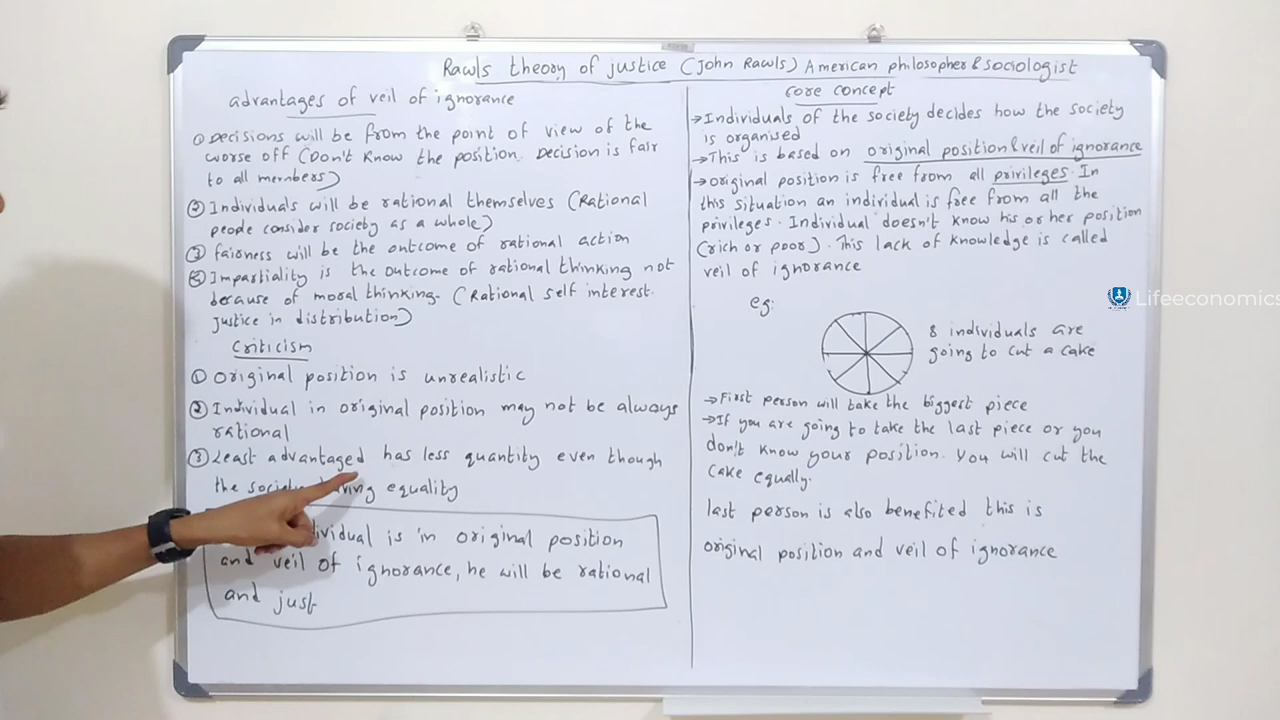 Rawls theory of justice (John Rawls) American philosopher & sociologist
advantages of veil of ignorance
① Decisions will be from the point of view of the
worse off (Don't know the position. Decision is fair
to all members)
② Individuals will be rational themselves (Rational
people consider society as a whole)
③ fairness will be the outcome of rational action
④ Impartiality is the outcome of rational thinking not
because of moral thinking. (Rational self interest.
justice in distribution)
Criticism
① original position is unrealistic
② Individual in original position may not be always
rational
③ Least advantaged has less quantity even though
the equality
is in original position
and veil of ignorance, he will be rational
and just
core concept
→ Individuals of the society decides how the society
is organised
→ This is based on original position & veil of ignorance
→ original position is free from all privileges. In
this situation an individual is free from all the
privileges. Individual doesn't know his or her position
(rich or poor). This lack of knowledge is called
veil of ignorance
eg:
8 individuals are
going to cut a cake
→ First person will take the biggest piece
→ If you are going to take the last piece or you
don't know your position. You will cut the
cake equally.
last person is also benefited this is
original position and veil of ignorance
Lifeeconomics